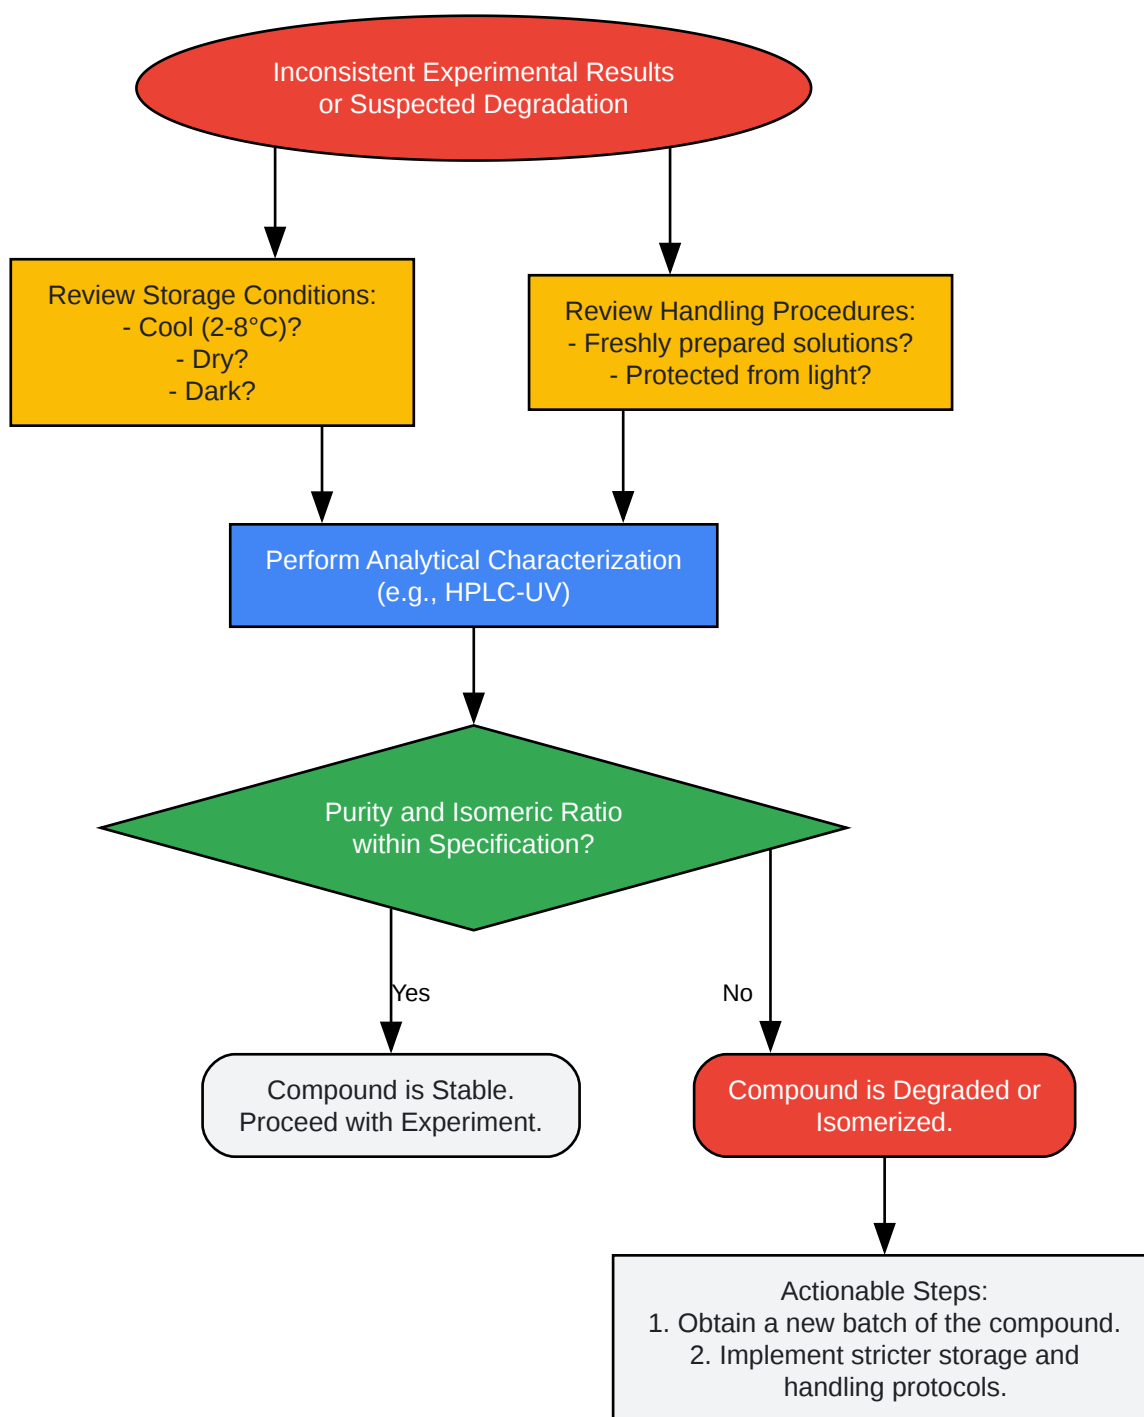 Inconsistent Experimental Results
or Suspected Degradation
Review Storage Conditions:
- Cool (2-8°C)?
- Dry?
- Dark?
Review Handling Procedures:
- Freshly prepared solutions?
- Protected from light?
Perform Analytical Characterization
(e.g., HPLC-UV)
Purity and Isomeric Ratio
within Specification?
Yes
No
Compound is Stable.
Proceed with Experiment.
Compound is Degraded or
Isomerized.
Actionable Steps:
1. Obtain a new batch of the compound.
2. Implement stricter storage and
handling protocols.